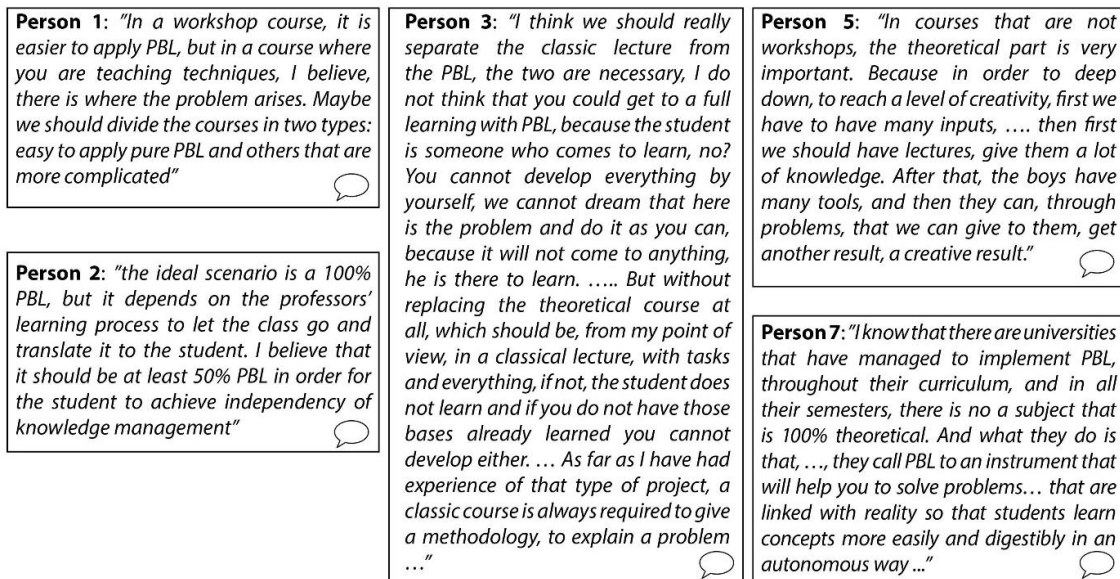 Person 1: "In a workshop course, it is
easier to apply PBL, but in a course where
you are teaching techniques, I believe,
there is where the problem arises. Maybe
we should divide the courses in two types:
easy to apply pure PBL and others that are
more complicated"
Person 2: "the ideal scenario is a 100%
PBL, but it depends on the professors'
learning process to let the class go and
translate it to the student. I believe that
it should be at least 50% PBL in order for
the student to achieve independency of
knowledge management"
Person 3: "I think we should really
separate the classic lecture from
the PBL, the two are necessary, I do
not think that you could get to a full
learning with PBL, because the student
is someone who comes to learn, no?
You cannot develop everything by
yourself, we cannot dream that here
is the problem and do it as you can,
because it will not come to anything,
he is there to learn. ..... But without
replacing the theoretical course at
all, which should be, from my point of
view, in a classical lecture, with tasks
and everything, if not, the student does
not learn and if you do not have those
bases already learned you cannot
develop either. ... As far as I have had
experience of that type of project, a
classic course is always required to give
a methodology, to explain a problem
..."
Person 5: "In courses that are not
workshops, the theoretical part is very
important. Because in order to deep
down, to reach a level of creativity, first we
have to have many inputs, .... then first
we should have lectures, give them a lot
of knowledge. After that, the boys have
many tools, and then they can, through
problems, that we can give to them, get
another result, a creative result."
Person 7: "I know that there are universities
that have managed to implement PBL,
throughout their curriculum, and in all
their semesters, there is no a subject that
is 100% theoretical. And what they do is
that, ..., they call PBL to an instrument that
will help you to solve problems... that are
linked with reality so that students learn
concepts more easily and digestibly in an
autonomous way ..."